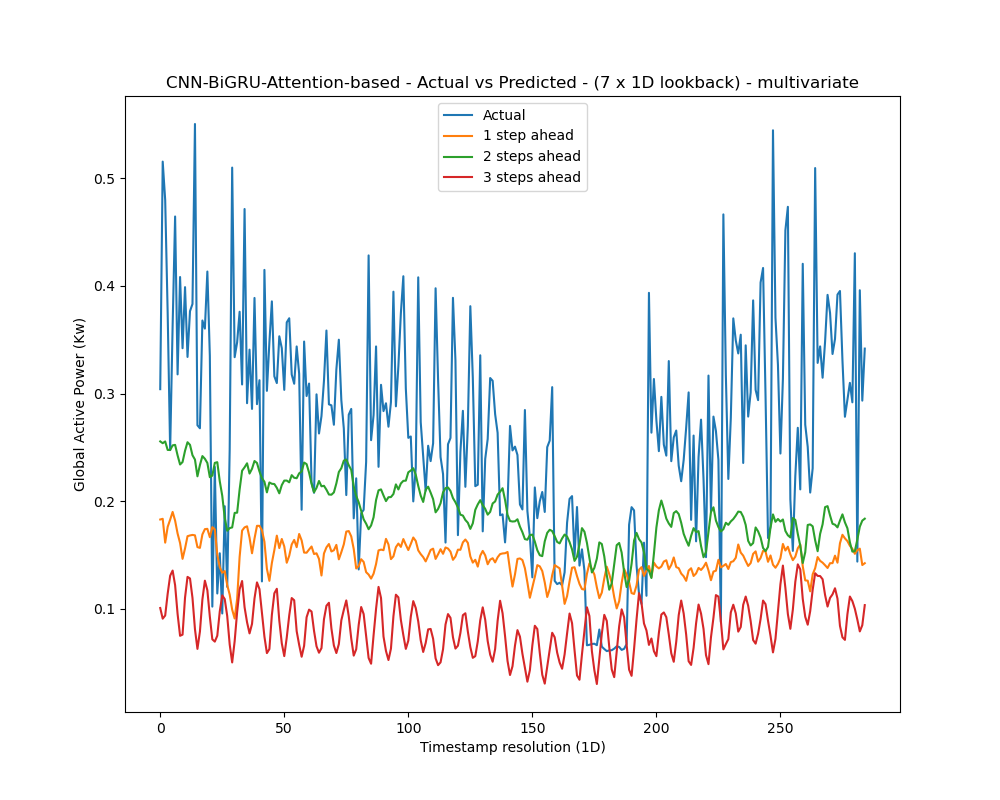 CNN-BiGRU-Attention-based - Actual vs Predicted - (7 x 1D lookback) - multivariate
Actual
1 step ahead
2 steps ahead
3 steps ahead
Global Active Power (Kw)
0.5
0.4
0.3
0.2
0.1
0 50 100 150 200 250
Timestamp resolution (1D)